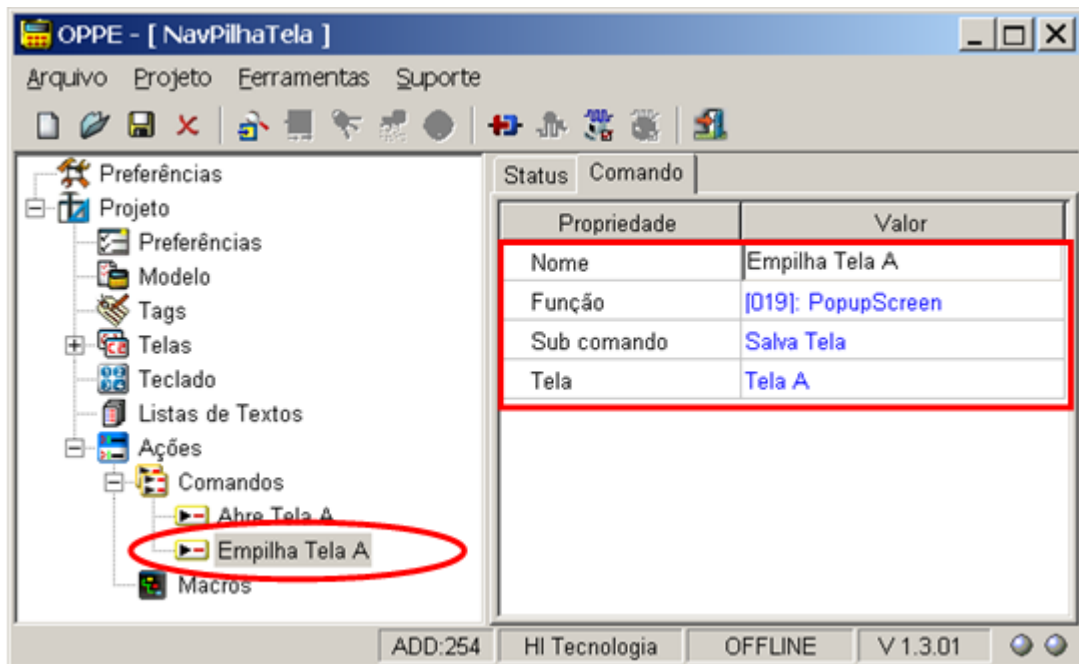 OPPE - [ NavPilhaTela ]
Arquivo Projeto Ferramentas Suporte
Preferências
Projeto
Preferências
Modelo
Tags
Telas
Teclado
Listas de Textos
Ações
Comandos
Abre Tela A
Empilha Tela A
Macros
Status Comando
Propriedade Valor
Nome Empilha Tela A
Função [019]: PopupScreen
Sub comando Salva Tela
Tela Tela A
ADD:254 HI Tecnologia OFFLINE V 1.3.01